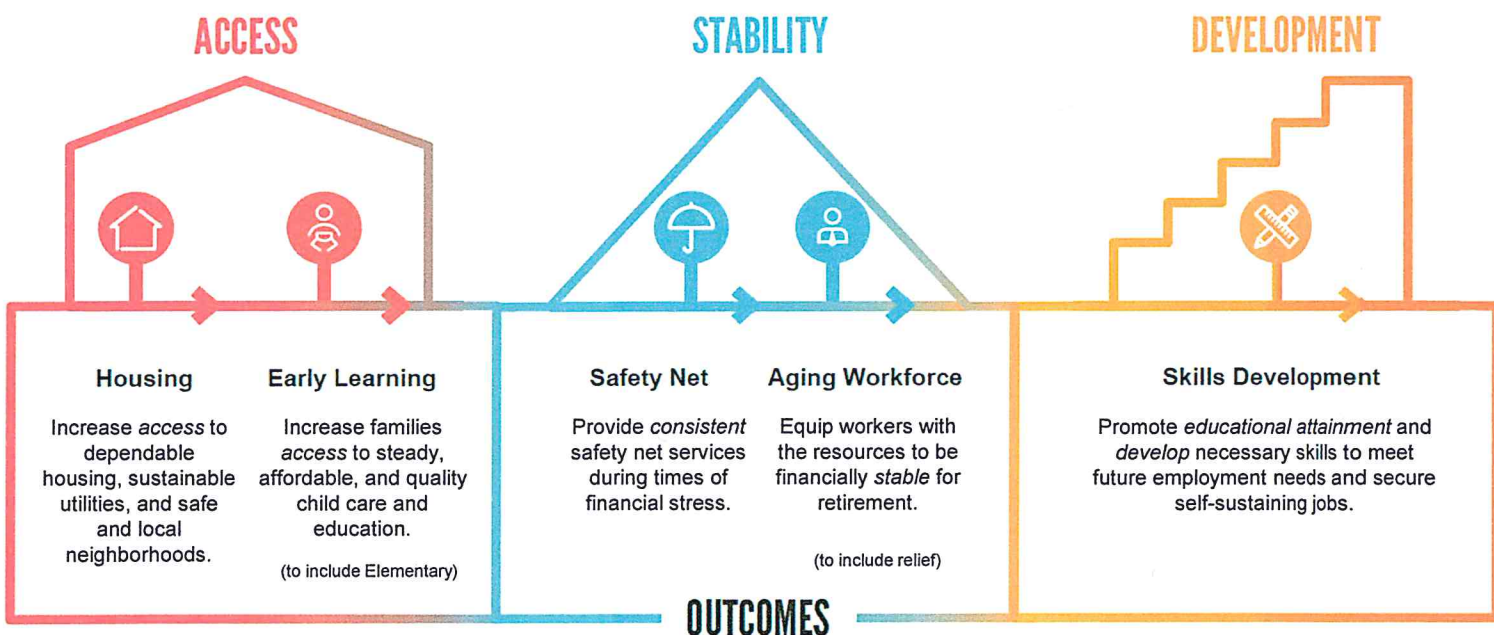 ACCESS
STABILITY
DEVELOPMENT
Housing
Increase access to
dependable
housing, sustainable
utilities, and safe
and local
neighborhoods.
Early Learning
Increase families
access to steady,
affordable, and quality
child care and
education.
(to include Elementary)
Safety Net
Provide consistent
safety net services
during times of
financial stress.
Aging Workforce
Equip workers with
the resources to be
financially stable for
retirement.
(to include relief)
Skills Development
Promote educational attainment and
develop necessary skills to meet
future employment needs and secure
self-sustaining jobs.
OUTCOMES